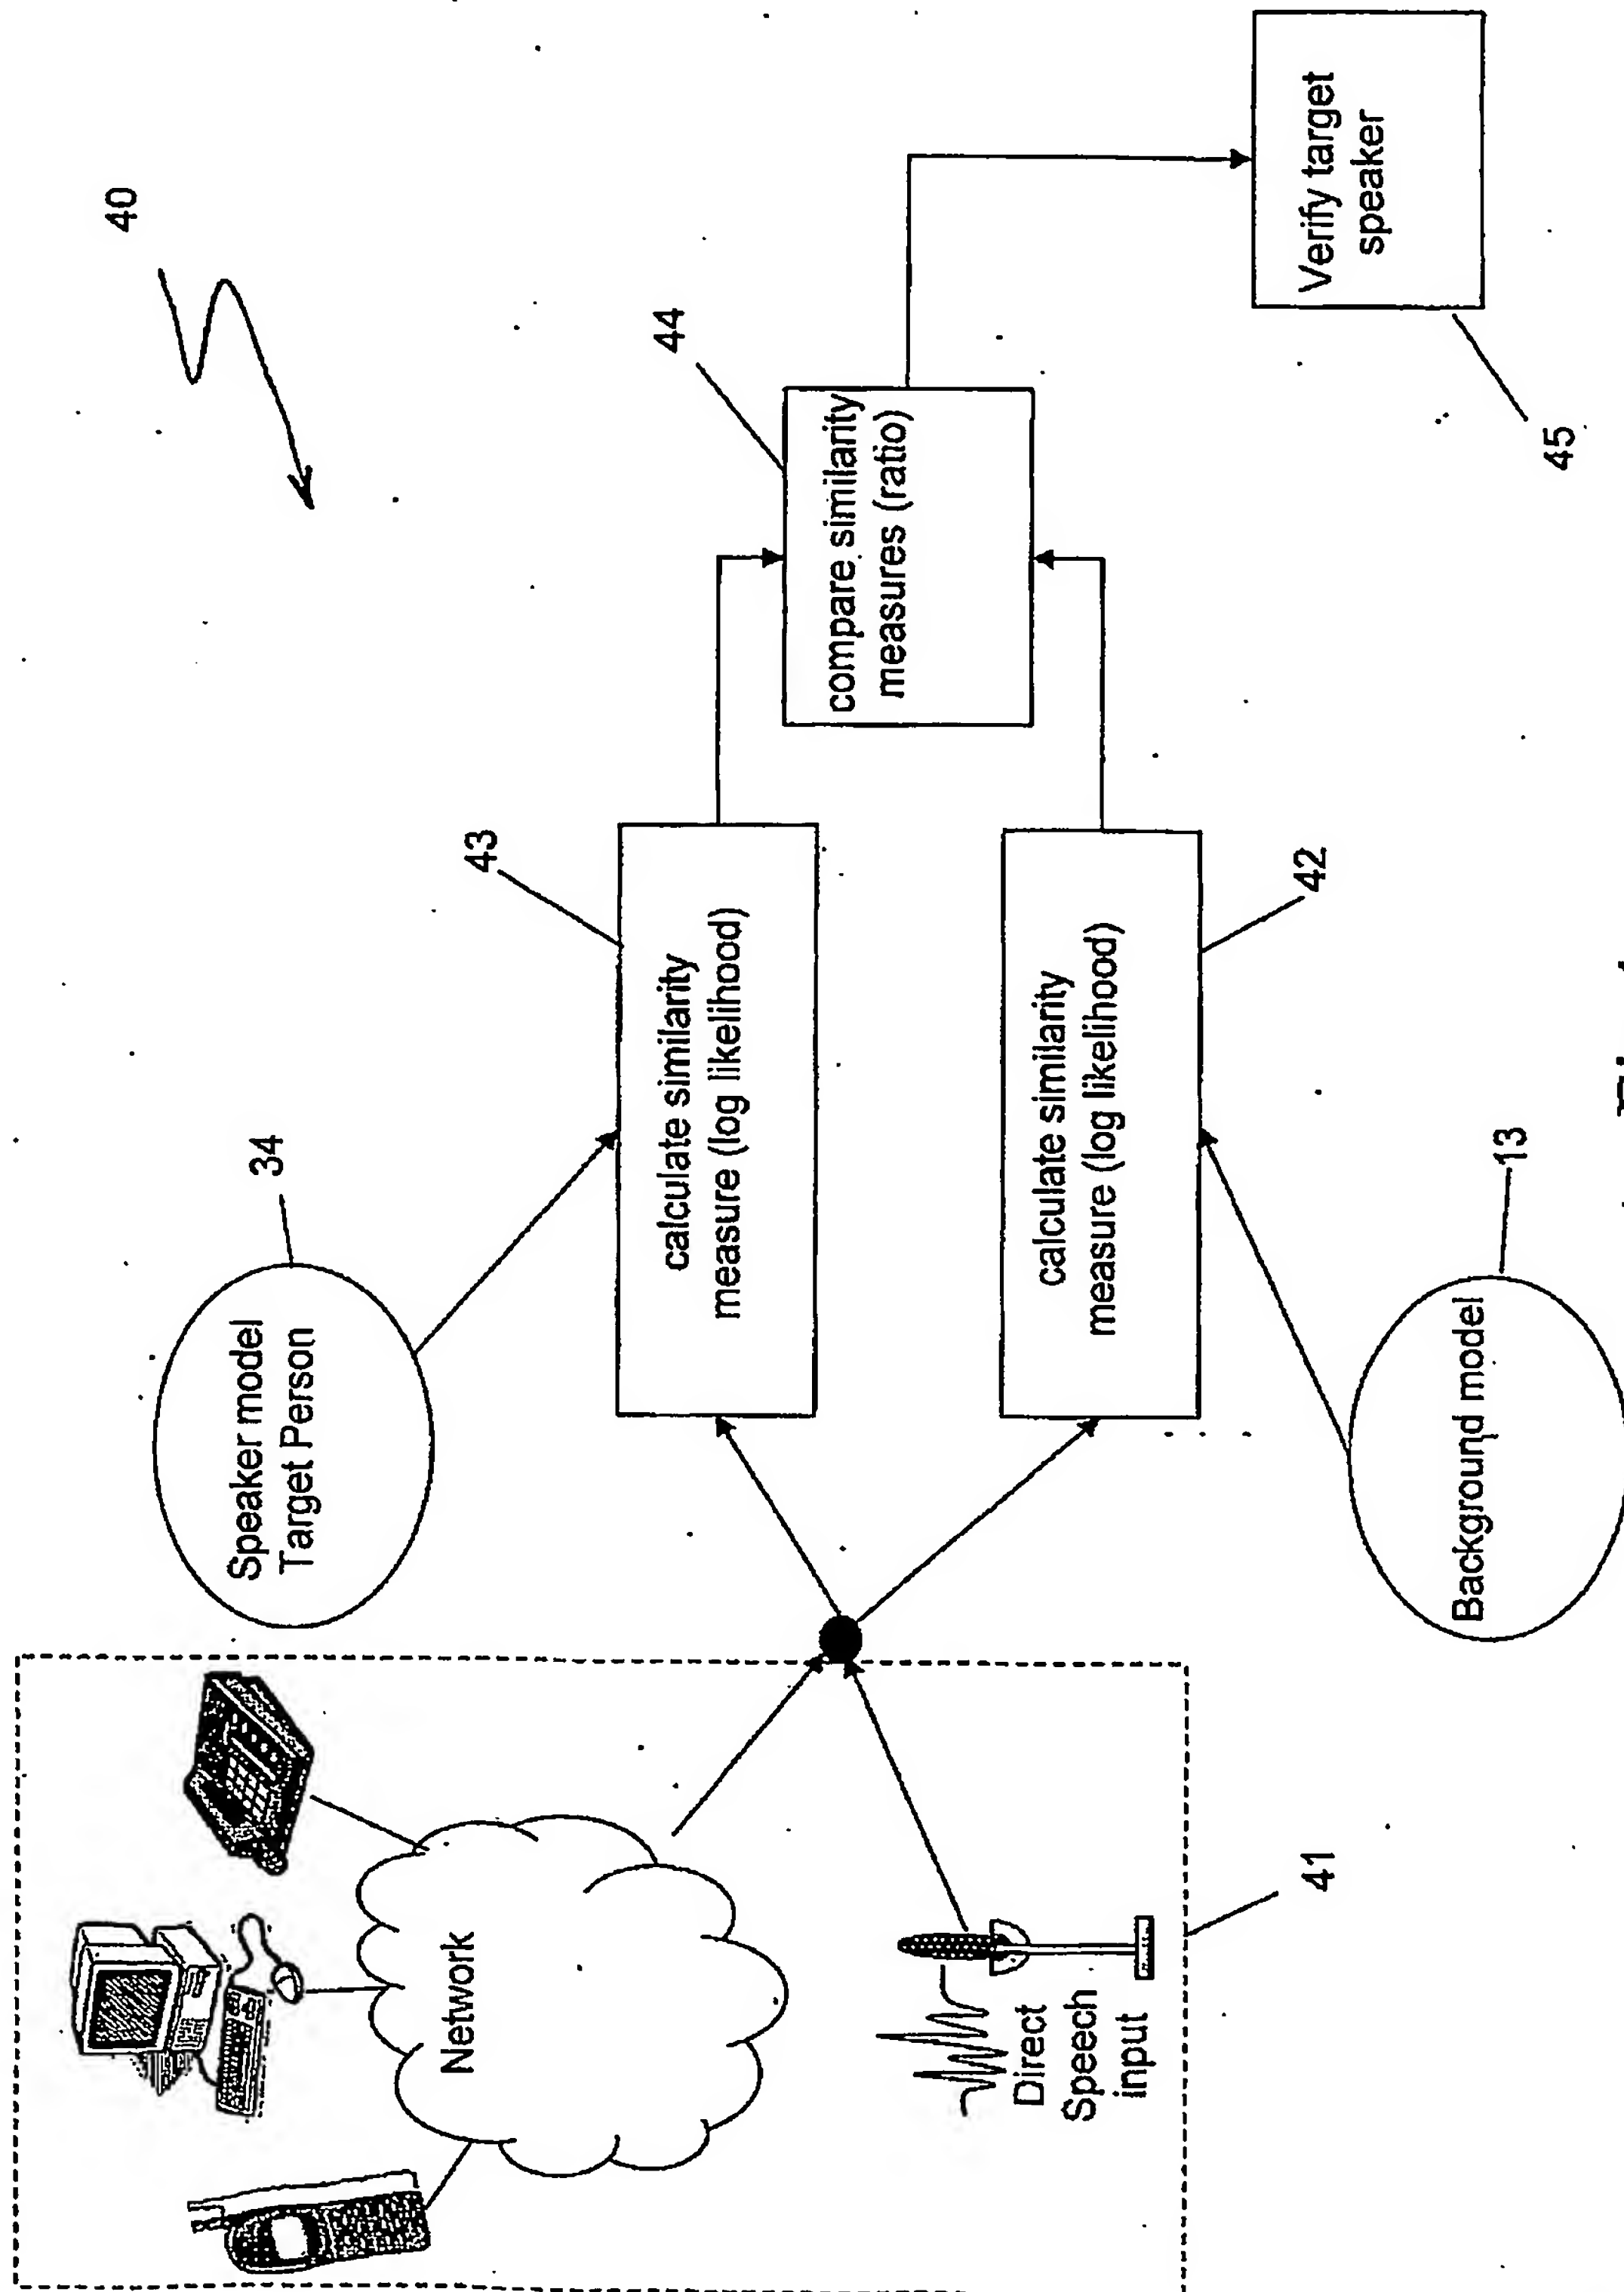 40
34
Speaker model
Target Person
43
calculate similarity
measure (log likelihood)
44
compare similarity
measures (ratio)
Verify target
speaker
45
calculate similarity
measure (log likelihood)
42
Background model
13
Network
Direct
Speech
input
41